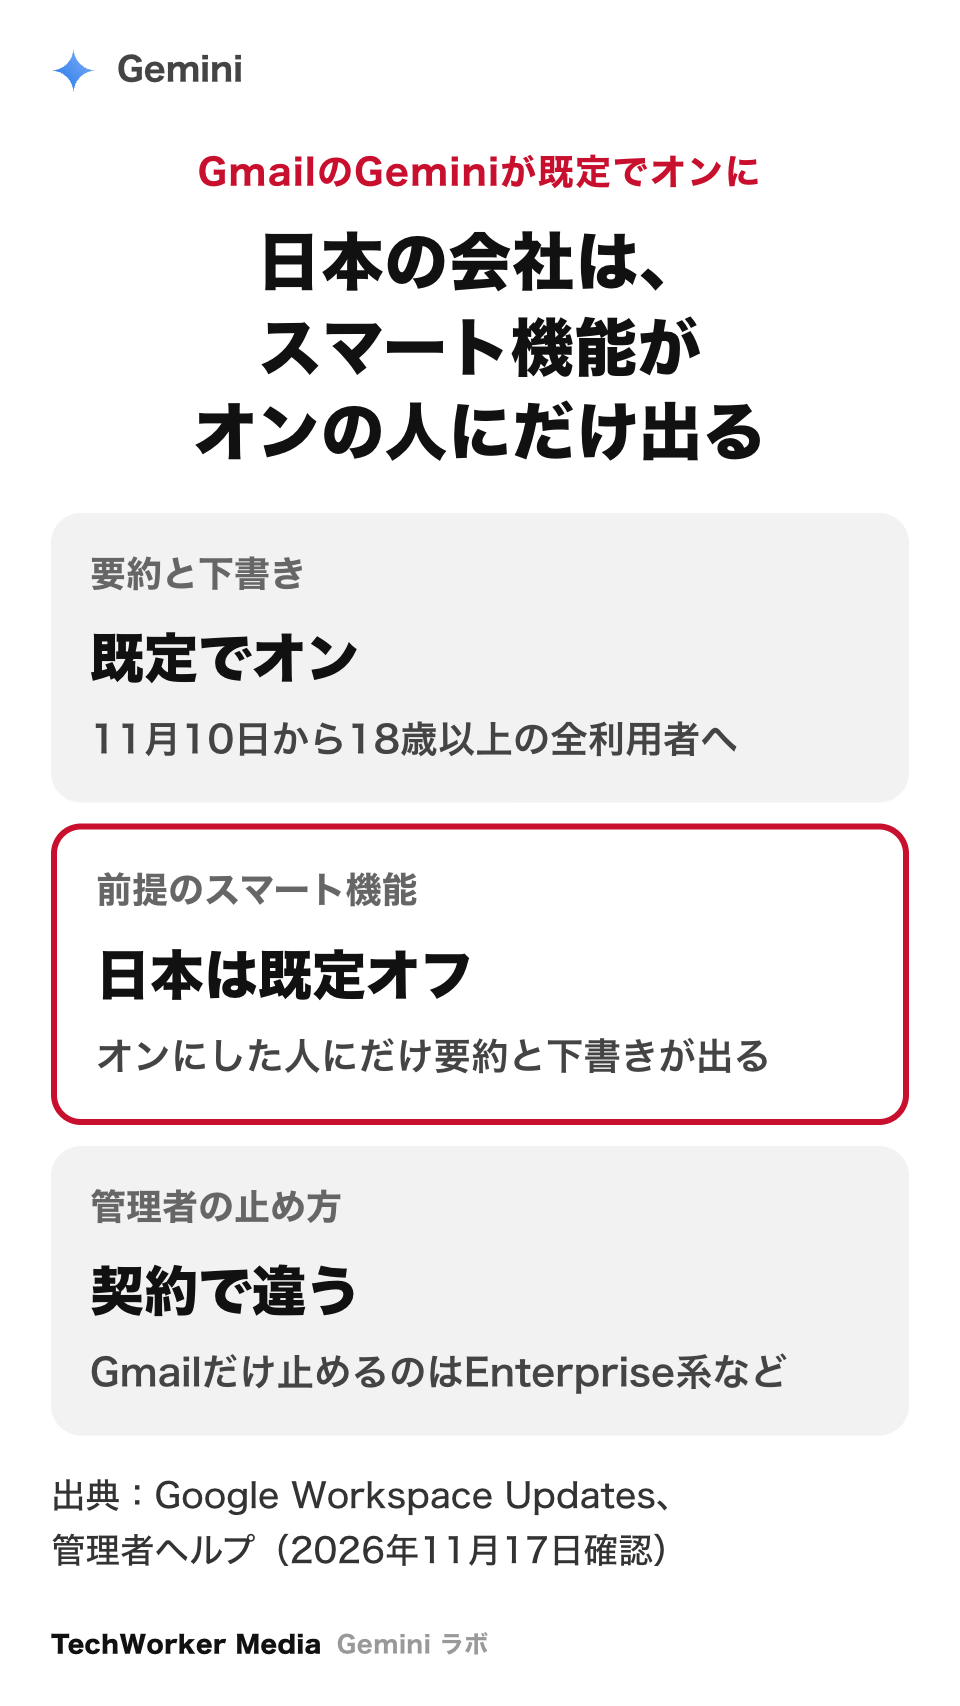 Gemini
GmailのGeminiが既定でオンに
日本の会社は、
スマート機能が
オンの人にだけ出る
要約と下書き
既定でオン
11月10日から18歳以上の全利用者へ
前提のスマート機能
日本は既定オフ
オンにした人にだけ要約と下書きが出る
管理者の止め方
契約で違う
Gmailだけ止めるのはEnterprise系など
出典：Google Workspace Updates、
管理者ヘルプ（2026年11月17日確認）
TechWorker Media Gemini ラボ